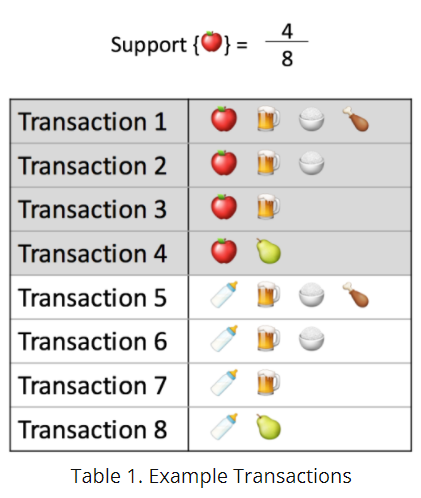 Support {🍎} = 4
8
Transaction 1
Transaction 2
Transaction 3
Transaction 4
Transaction 5
Transaction 6
Transaction 7
Transaction 8
Table 1. Example Transactions